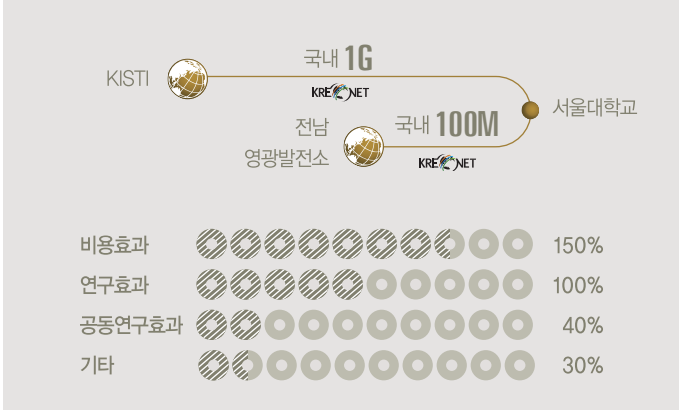 국내 1G
KISTI
KREONET
서울대학교
국내 100M
전남
영광발전소
KREONET
비용효과 150%
연구효과 100%
공동연구효과 40%
기타 30%